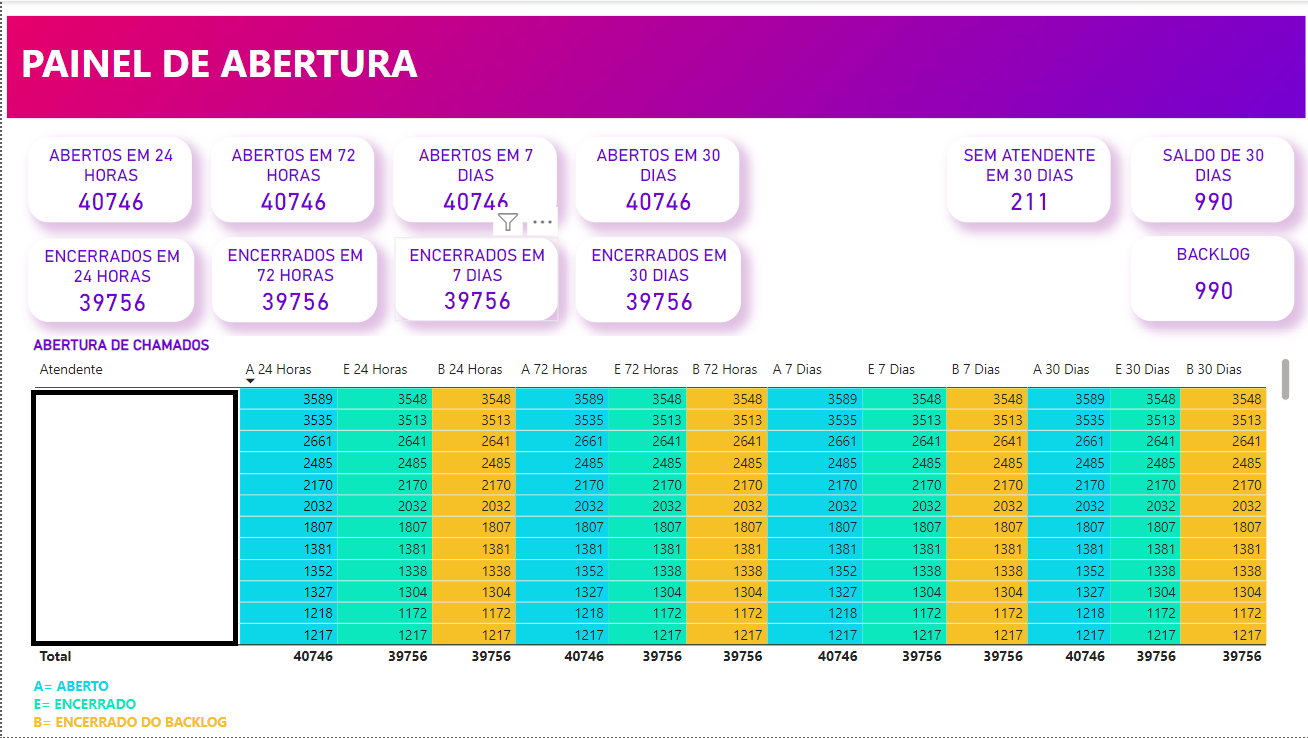 PAINEL DE ABERTURA
ABERTOS EM 24
HORAS
40746
ABERTOS EM 72
HORAS
40746
ABERTOS EM 7
DIAS
40746
ABERTOS EM 30
DIAS
40746
SEM ATENDENTE
EM 30 DIAS
211
SALDO DE 30
DIAS
990
ENCERRADOS EM
24 HORAS
39756
ENCERRADOS EM
72 HORAS
39756
ENCERRADOS EM
7 DIAS
39756
ENCERRADOS EM
30 DIAS
39756
BACKLOG
990
ABERTURA DE CHAMADOS
Atendente A 24 Horas E 24 Horas B 24 Horas A 72 Horas E 72 Horas B 72 Horas A 7 Dias E 7 Dias B 7 Dias A 30 Dias E 30 Dias B 30 Dias
3589 3548 3548 3589 3548 3548 3589 3548 3548 3589 3548 3548
3535 3513 3513 3535 3513 3513 3535 3513 3513 3535 3513 3513
2661 2641 2641 2661 2641 2641 2661 2641 2641 2661 2641 2641
2485 2485 2485 2485 2485 2485 2485 2485 2485 2485 2485 2485
2170 2170 2170 2170 2170 2170 2170 2170 2170 2170 2170 2170
2032 2032 2032 2032 2032 2032 2032 2032 2032 2032 2032 2032
1807 1807 1807 1807 1807 1807 1807 1807 1807 1807 1807 1807
1381 1381 1381 1381 1381 1381 1381 1381 1381 1381 1381 1381
1352 1338 1338 1352 1338 1338 1352 1338 1338 1352 1338 1338
1327 1304 1304 1327 1304 1304 1327 1304 1304 1327 1304 1304
1218 1172 1172 1218 1172 1172 1218 1172 1172 1218 1172 1172
1217 1217 1217 1217 1217 1217 1217 1217 1217 1217 1217 1217
Total 40746 39756 39756 40746 39756 39756 40746 39756 39756 40746 39756 39756
A= ABERTO
E= ENCERRADO
B= ENCERRADO DO BACKLOG